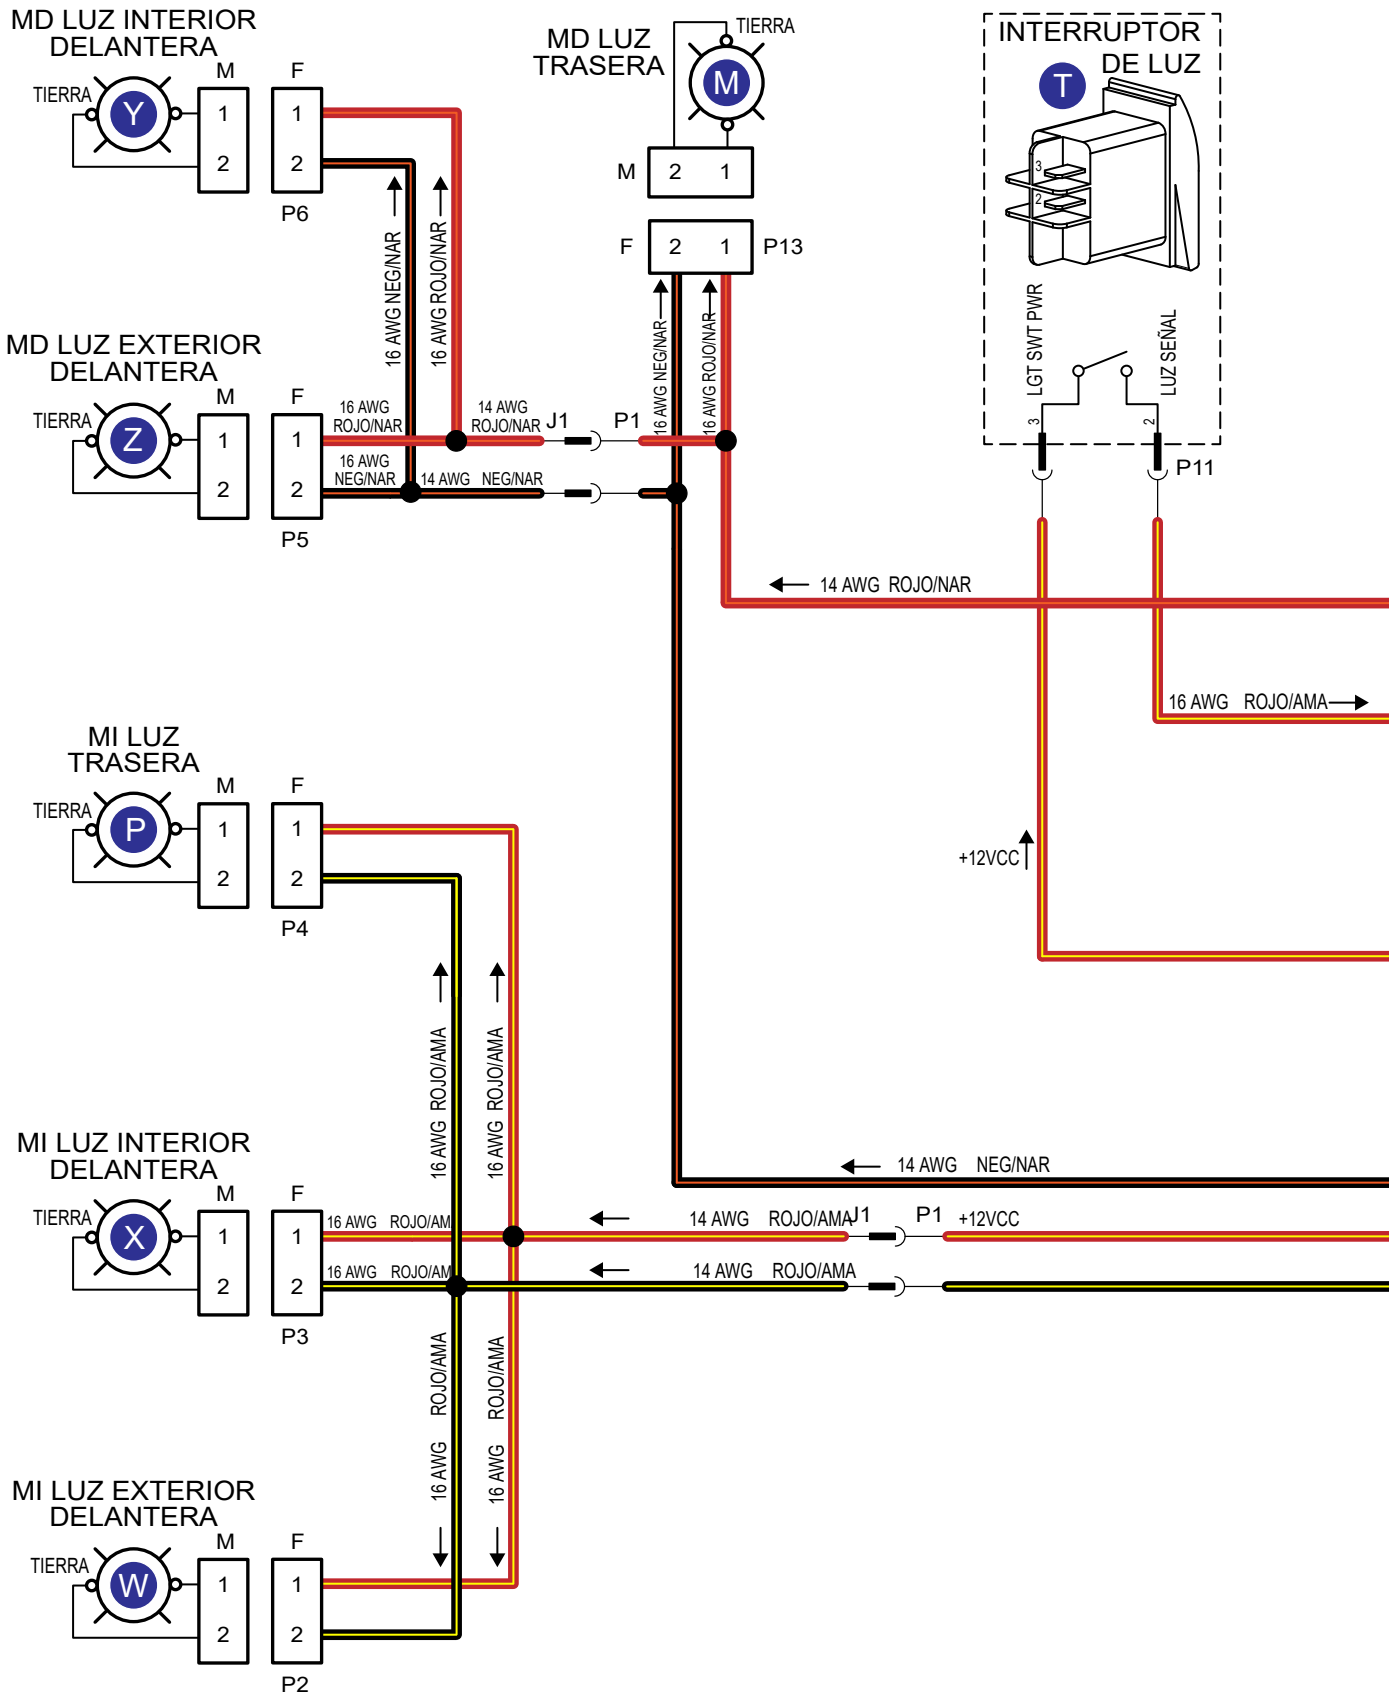 MD LUZ INTERIOR
DELANTERA
TIERRA
Y
M
1
2
F
1
2
P6
16 AWG NEG/NAR
16 AWG ROJO/NAR
MD LUZ
TRASERA
TIERRA
M
M
2 1
F
2 1
P13
16 AWG NEG/NAR
16 AWG ROJO/NAR
INTERRUPTOR
DE LUZ
T
3
2
LGT SWT PWR
LUZ SEÑAL
3
2
P11
MD LUZ EXTERIOR
DELANTERA
TIERRA
Z
M
1
2
F
1
2
P5
16 AWG
ROJO/NAR
14 AWG
ROJO/NAR
J1
P1
16 AWG
NEG/NAR
14 AWG NEG/NAR
14 AWG ROJO/NAR
16 AWG ROJO/AMA
+12VCC
MI LUZ
TRASERA
TIERRA
P
M
1
2
F
1
2
P4
16 AWG ROJO/AMA
16 AWG ROJO/AMA
MI LUZ INTERIOR
DELANTERA
TIERRA
X
M
1
2
F
1
2
P3
16 AWG ROJO/AM
16 AWG ROJO/AM
14 AWG NEG/NAR
14 AWG ROJO/AMA
J1
P1
+12VCC
14 AWG ROJO/AMA
16 AWG ROJO/AMA
16 AWG ROJO/AMA
MI LUZ EXTERIOR
DELANTERA
TIERRA
W
M
1
2
F
1
2
P2